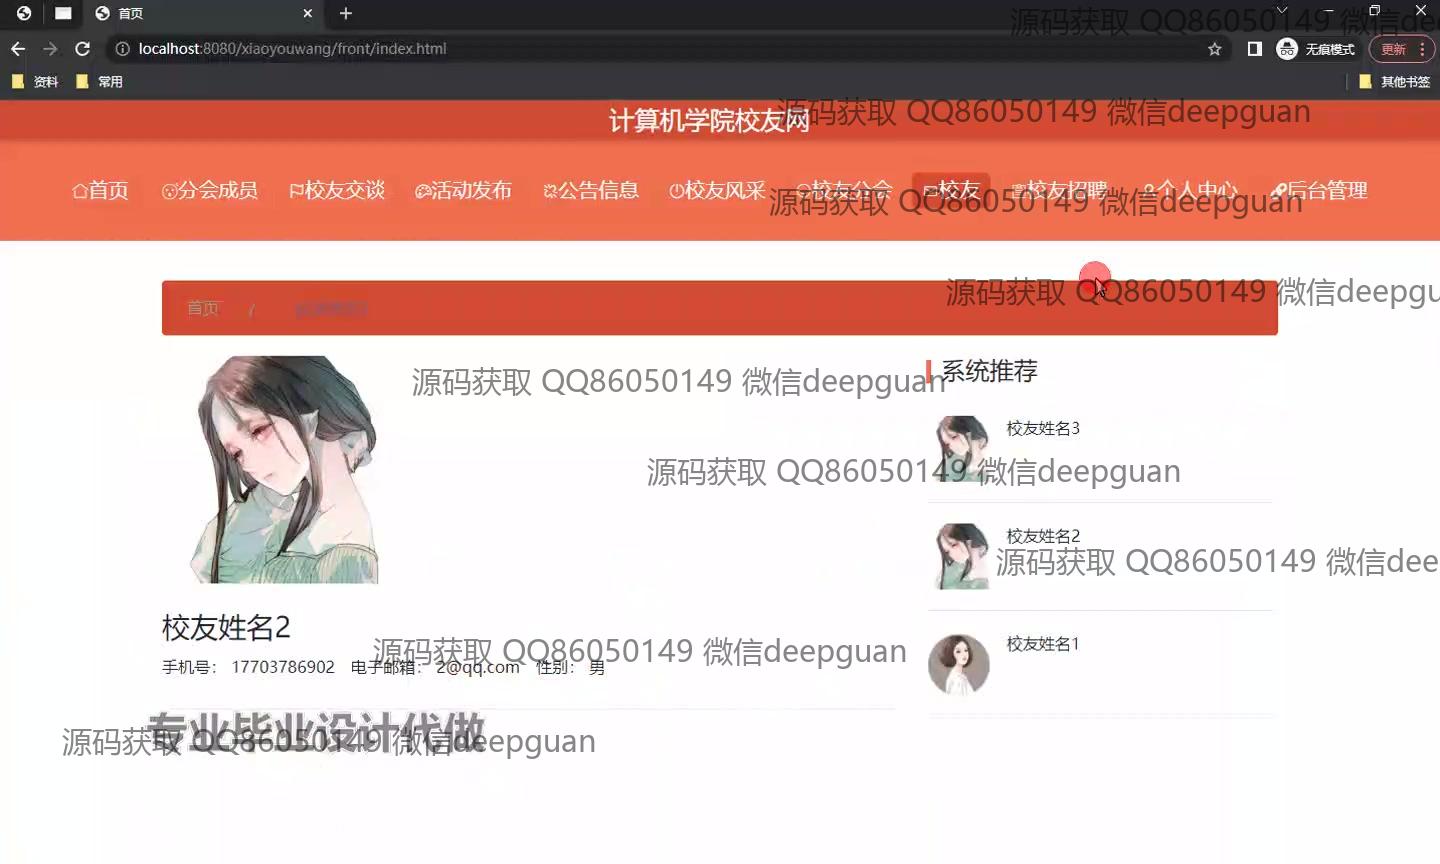 首页
localhost:8080/xiaoyouwang/front/index.html
无痕模式
更新
资料
常用
其他书签
源码获取 QQ86050149 微信de
计算机学院校友网
源码获取 QQ86050149 微信deepguan
首页
分会成员
校友交谈
活动发布
公告信息
校友风采
校友分会
校友
校友招聘
个人中心
后台管理
源码获取 QQ86050149 微信deepguan
首页 /
源码获取 QQ86050149 微信deepgu
系统推荐
源码获取 QQ86050149 微信deepguan
校友姓名3
源码获取 QQ86050149 微信deepguan
校友姓名2
源码获取 QQ86050149 微信dee
校友姓名2
校友姓名1
源码获取 QQ86050149 微信deepguan
手机号： 17703786902 电子邮箱： 2@qq.com 性别： 男
专业毕业设计代做
源码获取 QQ86050149 微信deepguan